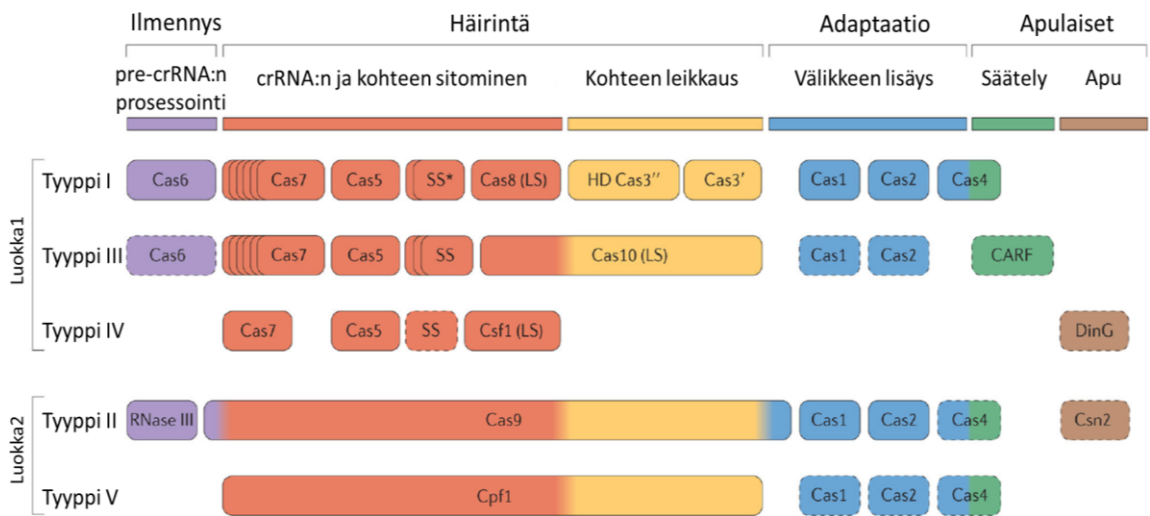 Ilmennys Häirintä Adaptaatio Apulaiset
pre-crRNA:n
prosessointi
crRNA:n ja kohteen sitominen Kohteen leikkaus Välikkeen lisäys Säätely Apu
Luokka1
Tyyppi I Cas6 Cas7 Cas5 SS* Cas8 (LS) HD Cas3'' Cas3' Cas1 Cas2 Cas4
Tyyppi III Cas6 Cas7 Cas5 SS Cas10 (LS) Cas1 Cas2 CARF
Tyyppi IV Cas7 Cas5 SS Csf1 (LS) DinG
Luokka2
Tyyppi II RNase III Cas9 Cas1 Cas2 Cas4 Csn2
Tyyppi V Cpf1 Cas1 Cas2 Cas4